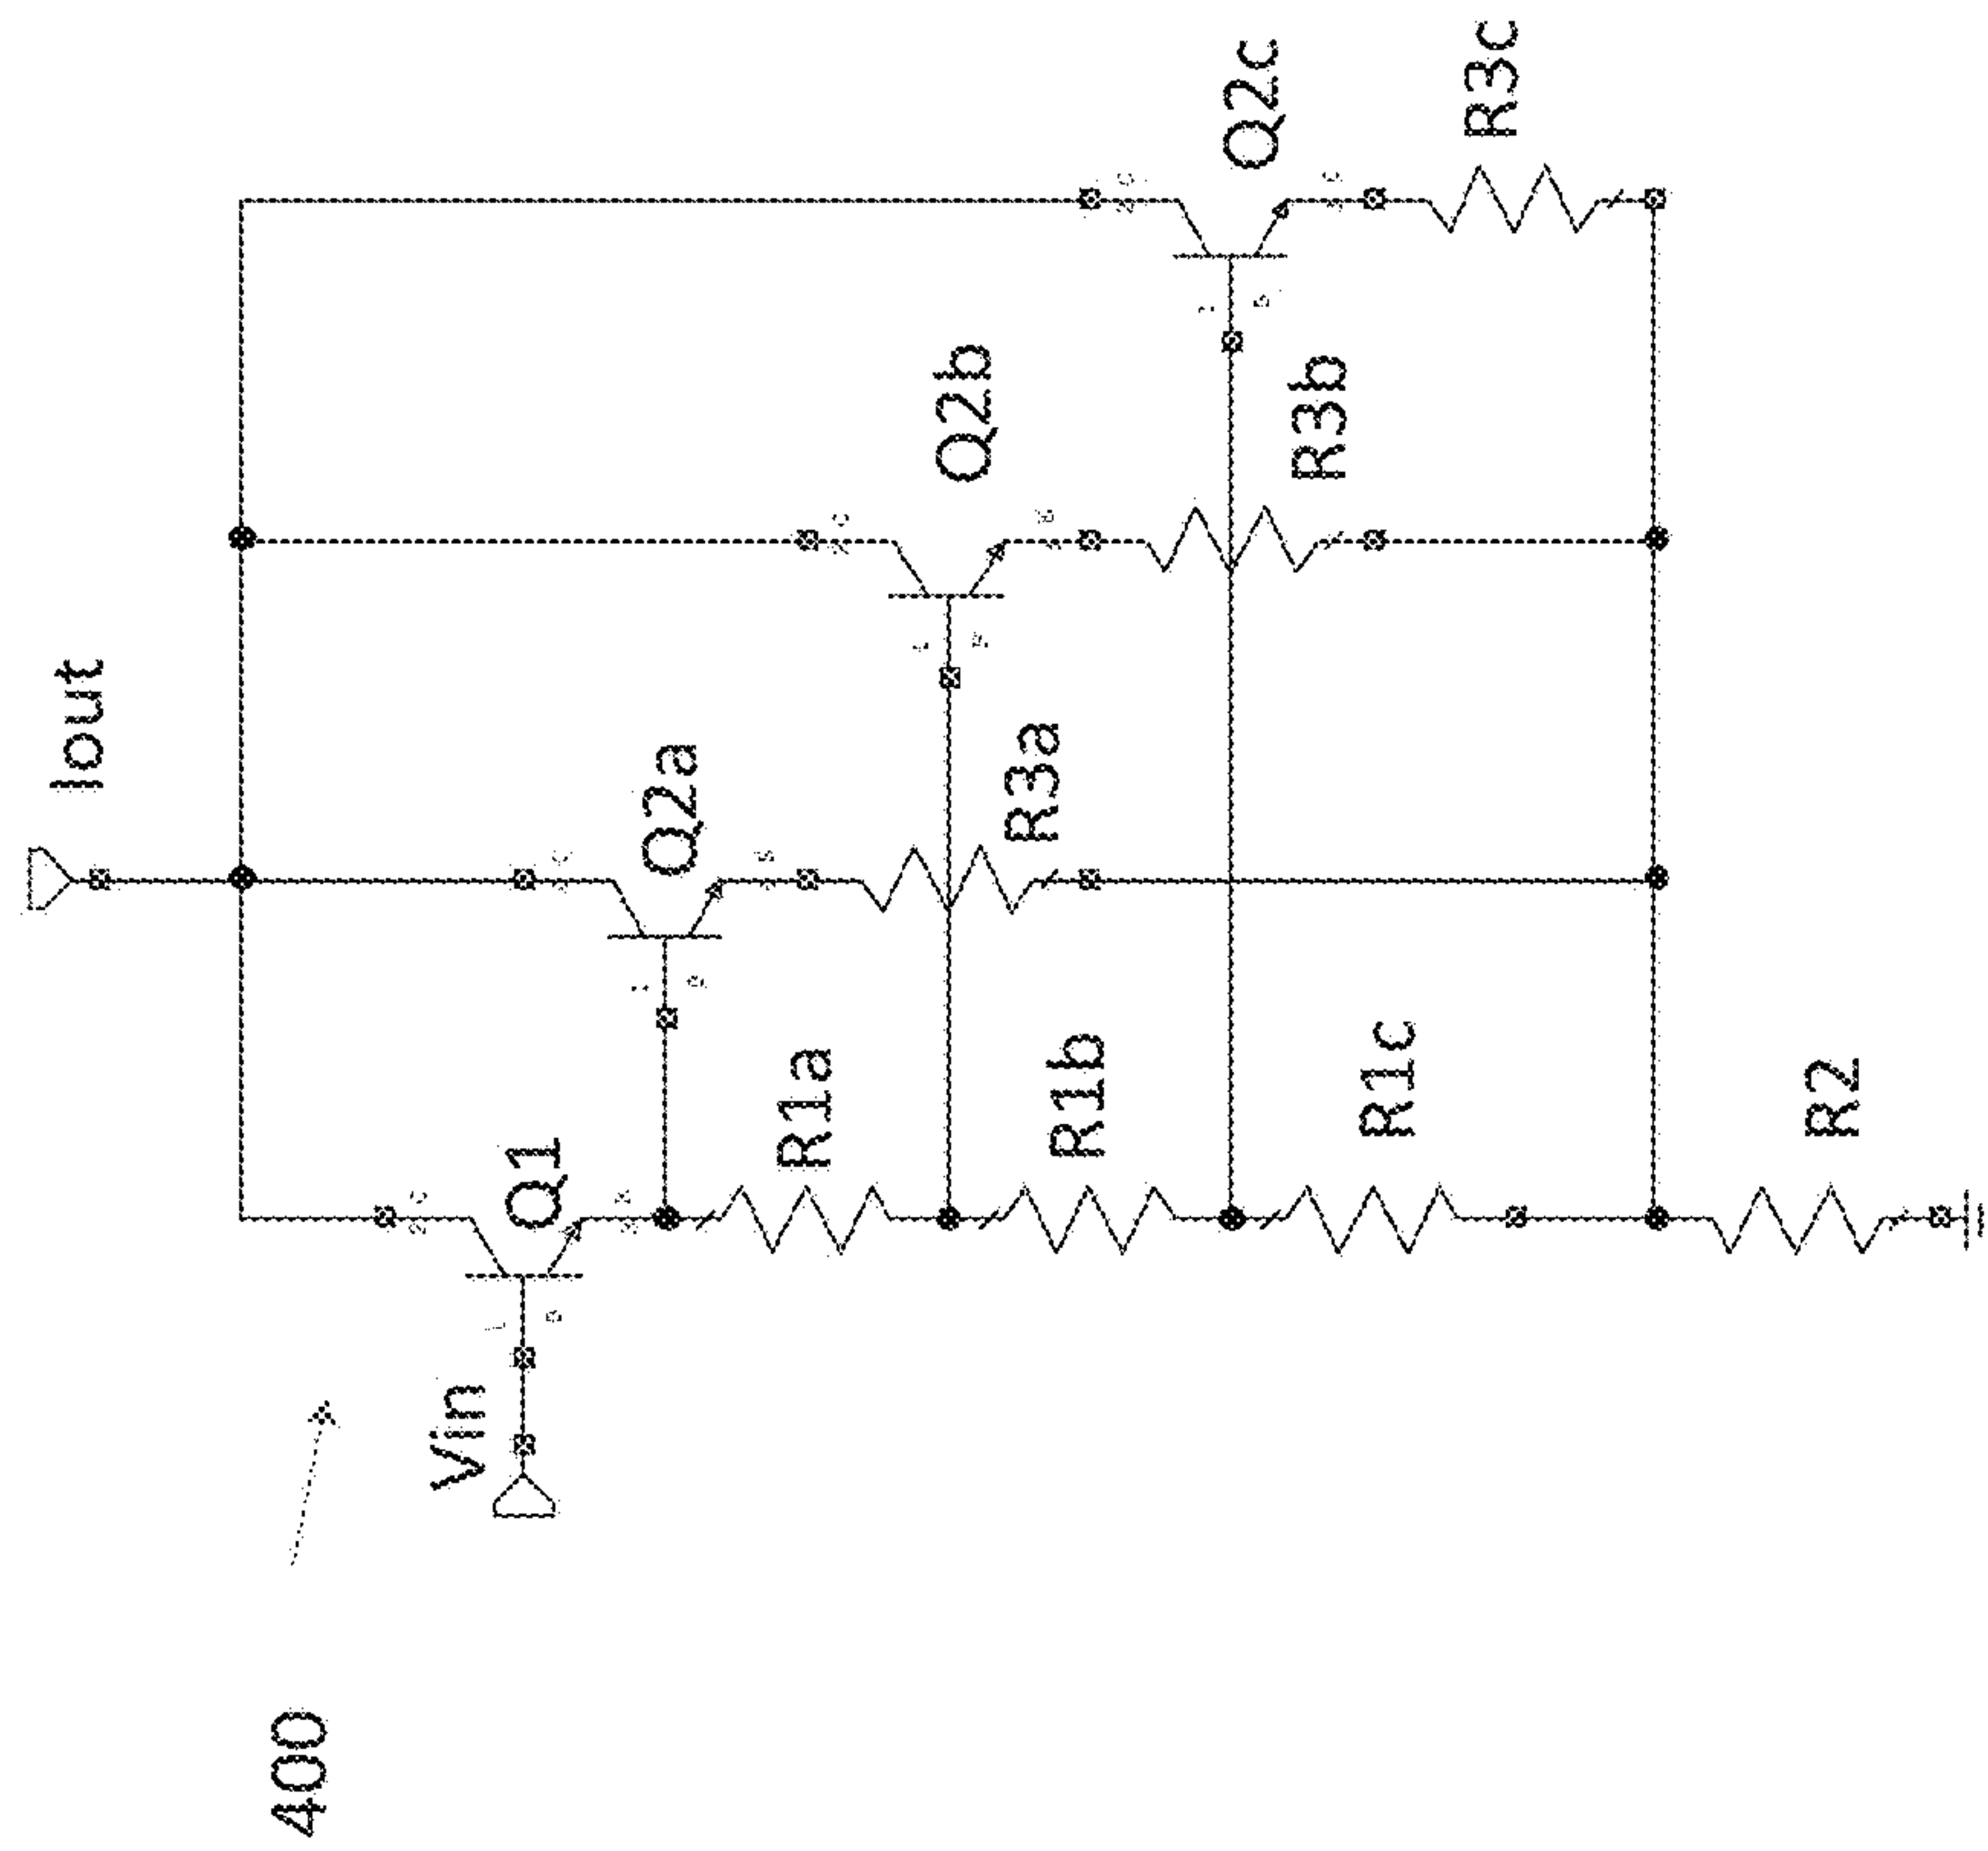 400
Vin
Iout
Q1
Q2a
Q2b
Q2c
R1a
R3a
R1b
R3b
R1c
R3c
R2